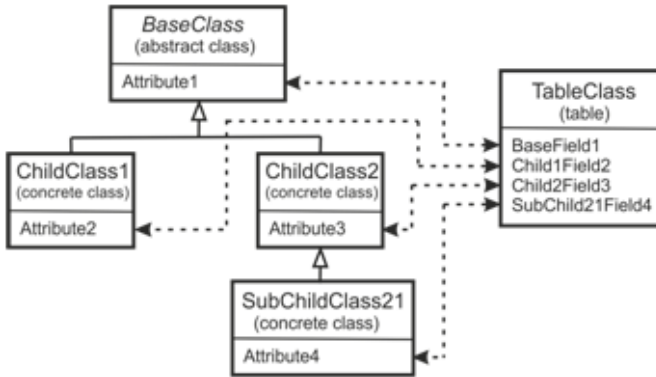 BaseClass
(abstract class)
Attribute1
TableClass
(table)
BaseField1
Child1Field2
Child2Field3
SubChild21Field4
ChildClass1
(concrete class)
Attribute2
ChildClass2
(concrete class)
Attribute3
SubChildClass21
(concrete class)
Attribute4